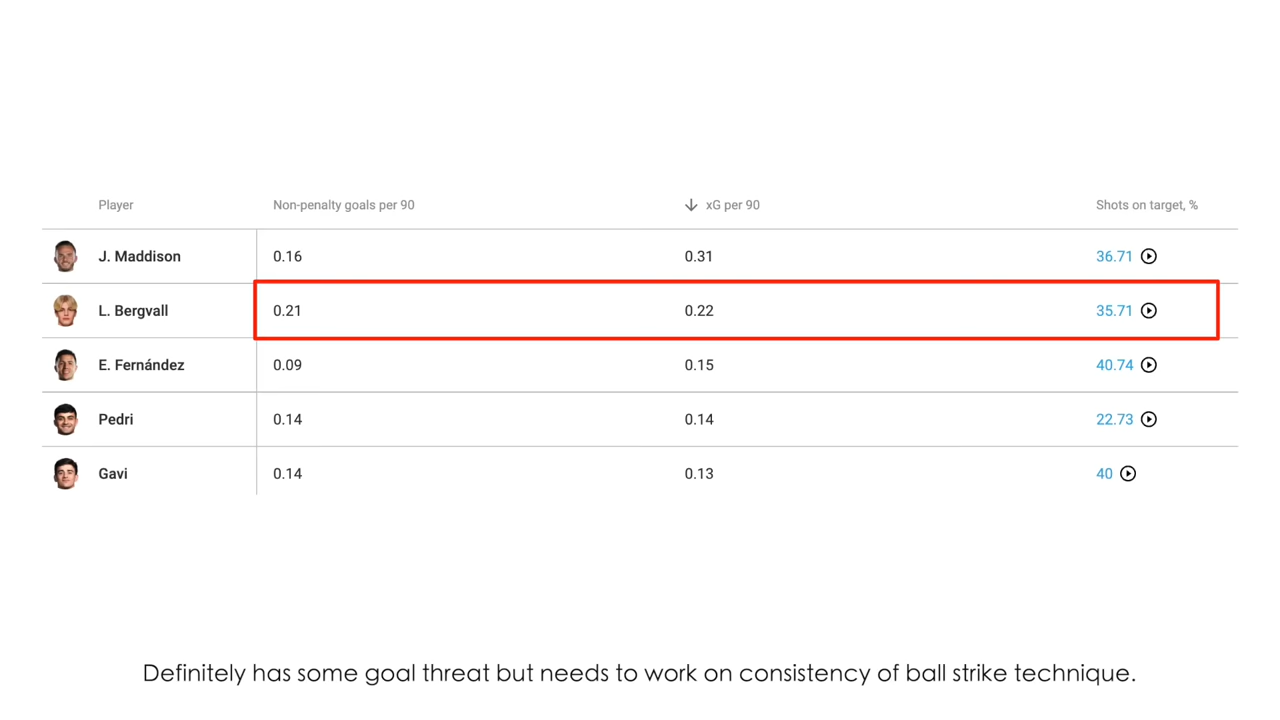 Player Non-penalty goals per 90 ↓ xG per 90 Shots on target, %
J. Maddison 0.16 0.31 36.71
L. Bergvall 0.21 0.22 35.71
E. Fernández 0.09 0.15 40.74
Pedri 0.14 0.14 22.73
Gavi 0.14 0.13 40
Definitely has some goal threat but needs to work on consistency of ball strike technique.